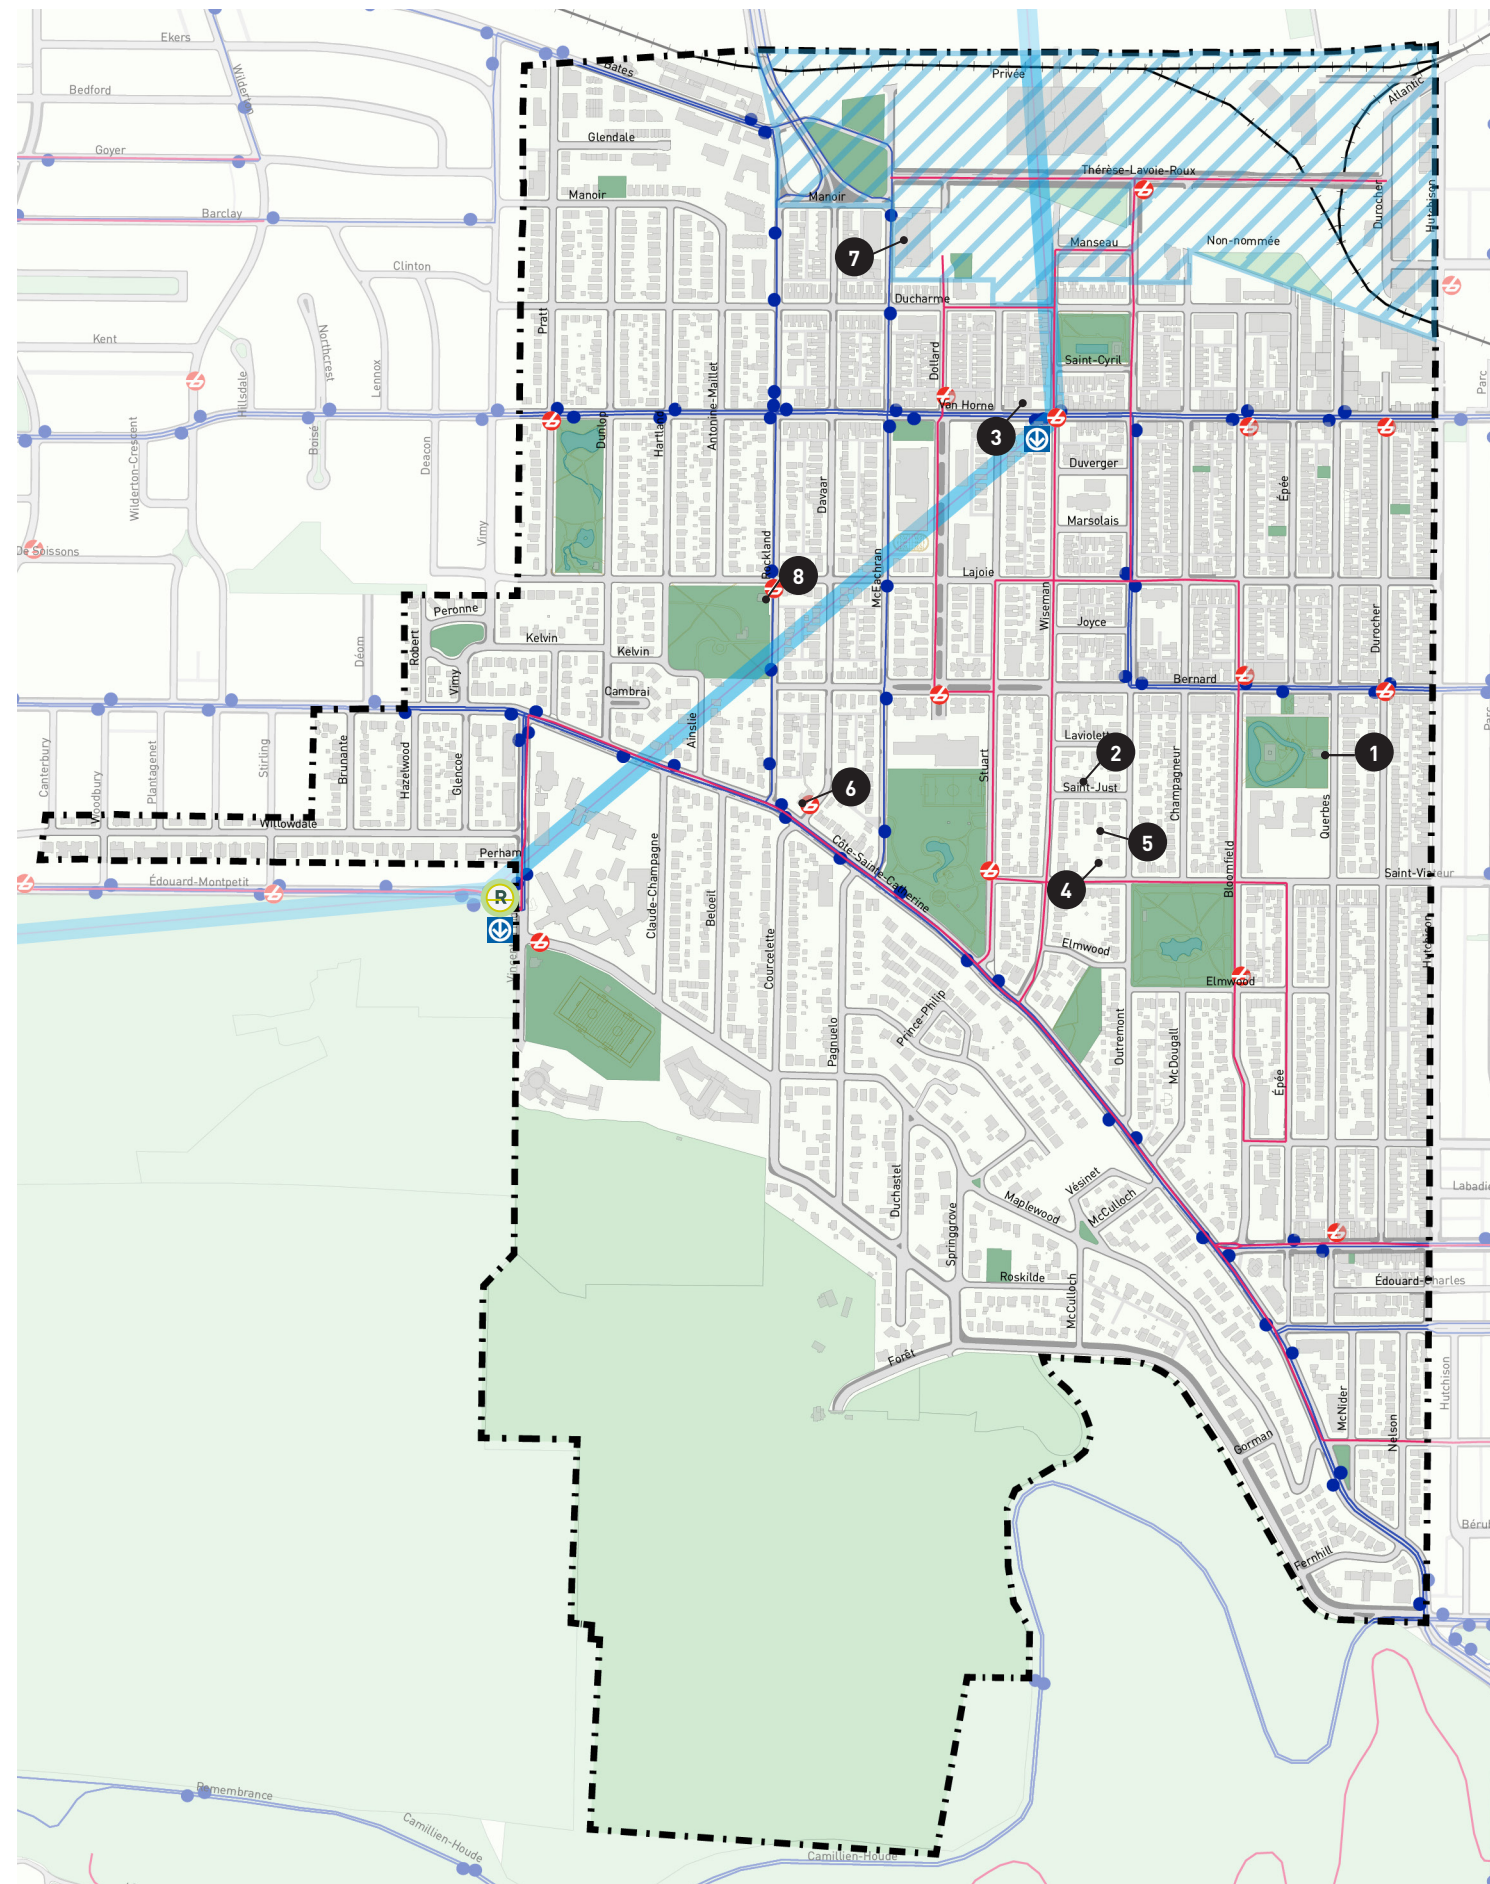 Ekers
Wilderton
Bates
Privée
Bedford
Atlantic
Glendale
Goyer
Thérèse-Lavoie-Roux
Manoir
Manoir
Durocher
Hutchison
Barclay
Manseau
Non-nommée
7
Clinton
Ducharme
Pratt
Kent
Northcrest
Dollard
Saint-Cyril
Hillsdale
Lennox
Antonine-Maillet
Parc
Van Horne
Dunlop
Hartland
3
Wilderton-Crescent
Boisé
Deacon
Duverger
Davaar
Épée
Marsolais
Vimy
De Soissons
Rockland
McEachran
Lajoie
8
Peronne
Wiseman
Joyce
Durocher
Robert
Déom
Kelvin
Kelvin
Vimy
Cambrai
Bernard
Parc
Ainslie
Laviolette
2
1
Stuart
Canterbury
Woodbury
Plantagenet
Stirling
Brunante
Hazelwood
Glencoe
Saint-Just
Champagneur
6
Querbes
Willowdale
Perham
Côte-Sainte-Catherine
5
Claude-Champagne
Beloeil
Bloomfield
Édouard-Montpetit
4
Saint-Viateur
R
Courcelette
Elmwood
Hutchison
Elmwood
Prince-Philip
Pagnuelo
Outremont
McDougall
Épée
Duchastel
Vésinet
McCulloch
Maplewood
Springgrove
Roskilde
McCulloch
Édouard-Charles
Forêt
Hutchison
McNider
Nelson
Gorman
Fernhill
Remembrance
Camillien-Houde
Camillien-Houde